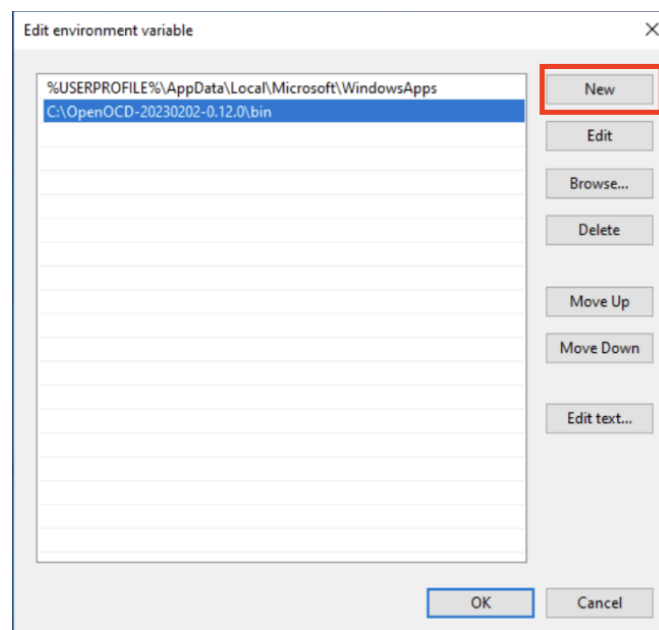 Edit environment variable
%USERPROFILE%\AppData\Local\Microsoft\WindowsApps
C:\OpenOCD-20230202-0.12.0\bin
New
Edit
Browse...
Delete
Move Up
Move Down
Edit text...
OK
Cancel